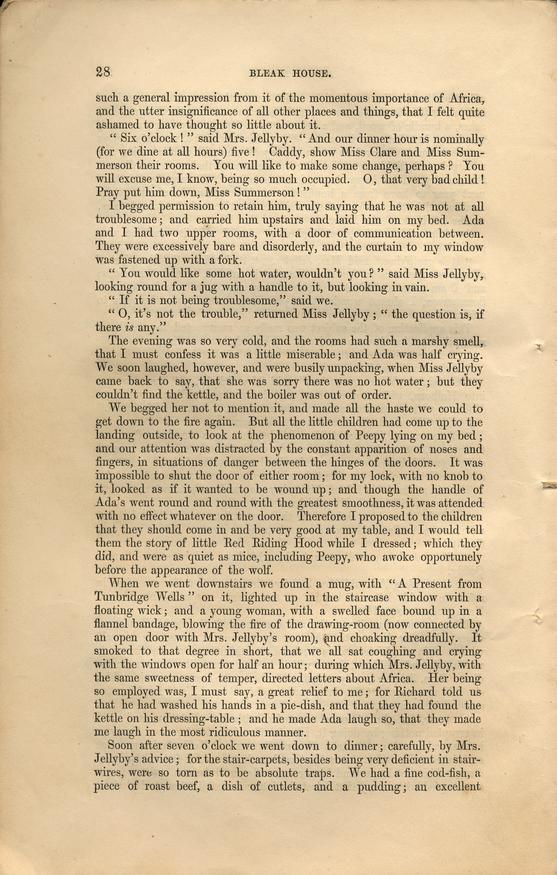 28
BLEAK HOUSE.
such a general impression from it of the momentous importance of Africa,
and the utter insignificance of all other places and things, that I felt quite
ashamed to have thought so little about it.
“ Six o’clock ! ” said Mrs. Jellyby. “ And our dinner hour is nominally
(for we dine at all hours) five ! Caddy, show Miss Clare and Miss Sum-
merson their rooms. You will like to make some change, perhaps ? You
will excuse me, I know, being so much occupied. O, that very bad child !
Pray put him down, Miss Summerson ! ”
I begged permission to retain him, truly saying that he was not at all
troublesome ; and carried him upstairs and laid him on my bed. Ada
and I had two upper rooms, with a door of communication between.
They were excessively bare and disorderly, and the curtain to my window
was fastened up with a fork.
“ You would like some hot water, wouldn’t you ? ” said Miss Jellyby,
looking round for a jug with a handle to it, but looking in vain.
“ If it is not being troublesome,” said we.
“ O, it’s not the trouble,” returned Miss Jellyby ; “ the question is, if
there is any.”
The evening was so very cold, and the rooms had such a marshy smell,
that I must confess it was a little miserable ; and Ada was half crying.
We soon laughed, however, and were busily unpacking, when Miss Jellyby
came back to say, that she was sorry there was no hot water ; but they
couldn’t find the kettle, and the boiler was out of order.
We begged her not to mention it, and made all the haste we could to
get down to the fire again. But all the little children had come up to the
landing outside, to look at the phenomenon of Peepy lying on my bed ;
and our attention was distracted by the constant apparition of noses and
fingers, in situations of danger between the hinges of the doors. It was
impossible to shut the door of either room ; for my lock, with no knob to
it, looked as if it wanted to be wound up ; and though the handle of
Ada’s went round and round with the greatest smoothness, it was attended
with no effect whatever on the door. Therefore I proposed to the children
that they should come in and be very good at my table, and I would tell
them the story of little Red Riding Hood while I dressed ; which they
did, and were as quiet as mice, including Peepy, who awoke opportunely
before the appearance of the wolf.
When we went downstairs we found a mug, with “ A Present from
Tunbridge Wells ” on it, lighted up in the staircase window with a
floating wick ; and a young woman, with a swelled face bound up in a
flannel bandage, blowing the fire of the drawing-room (now connected by
an open door with Mrs. Jellyby’s room), and choaking dreadfully. It
smoked to that degree in short, that we all sat coughing and crying
with the windows open for half an hour ; during which Mrs. Jellyby, with
the same sweetness of temper, directed letters about Africa. Her being
so employed was, I must say, a great relief to me ; for Richard told us
that he had washed his hands in a pie-dish, and that they had found the
kettle on his dressing-table ; and he made Ada laugh so, that they made
me laugh in the most ridiculous manner.
Soon after seven o’clock we went down to dinner ; carefully, by Mrs.
Jellyby’s advice ; for the stair-carpets, besides being very deficient in stair-
wires, were so torn as to be absolute traps. We had a fine cod-fish, a
piece of roast beef, a dish of cutlets, and a pudding ; an excellent